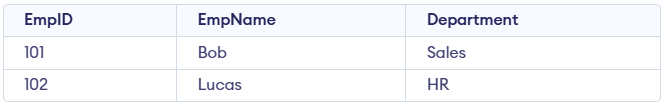 EmpID EmpName Department
101 Bob Sales
102 Lucas HR